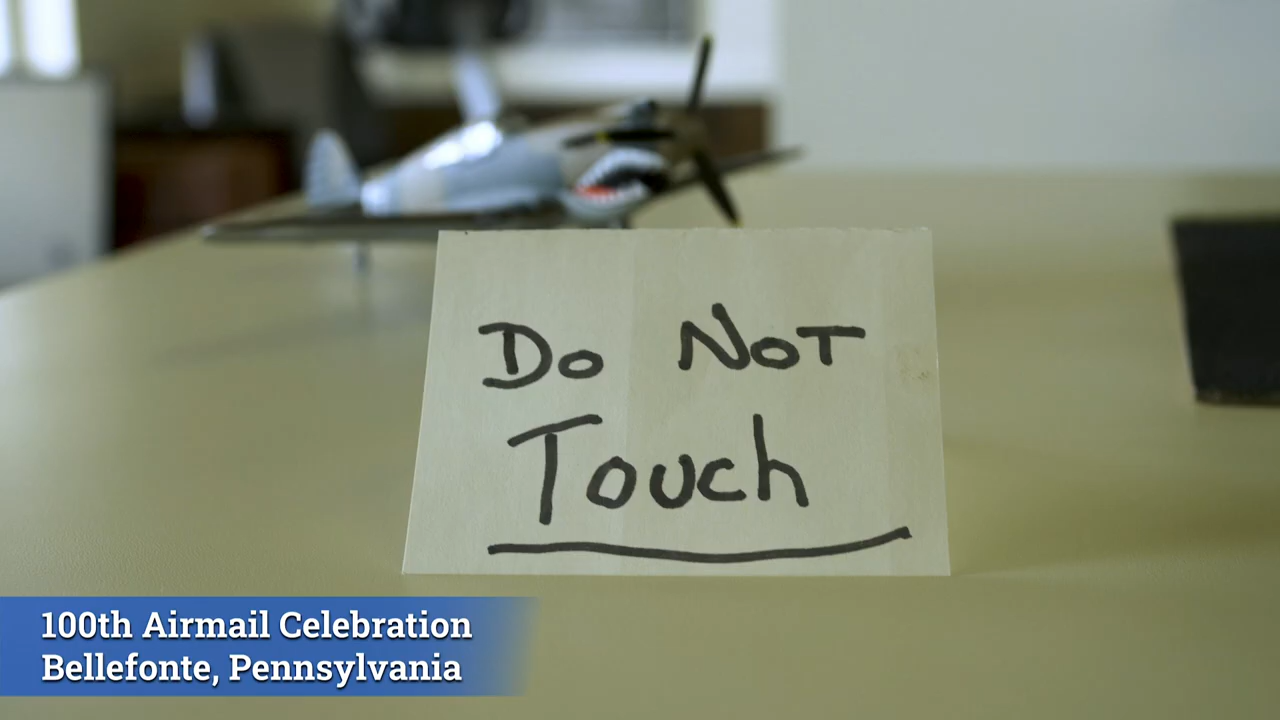 Do NoT
Touch
100th Airmail Celebration
Bellefonte, Pennsylvania